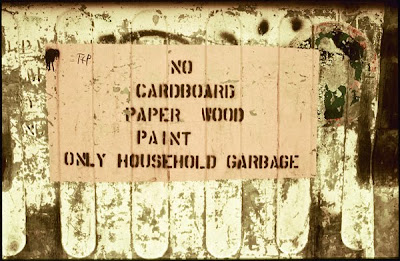 NO
CARDBOARD
PAPER WOOD
PAINT
ONLY HOUSEHOLD GARBAGE